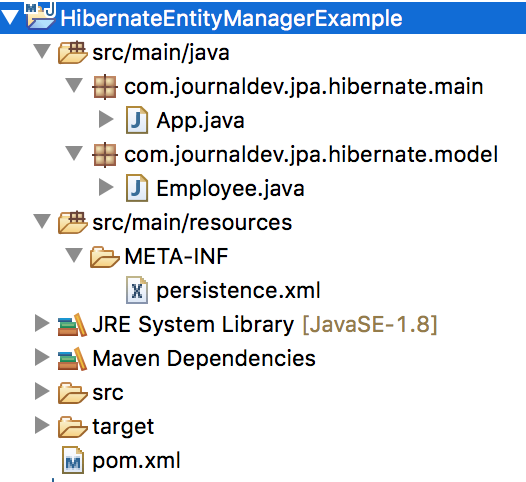 HibernateEntityManagerExample
src/main/java
com.journaldev.jpa.hibernate.main
App.java
com.journaldev.jpa.hibernate.model
Employee.java
src/main/resources
META-INF
persistence.xml
JRE System Library [JavaSE-1.8]
Maven Dependencies
src
target
pom.xml